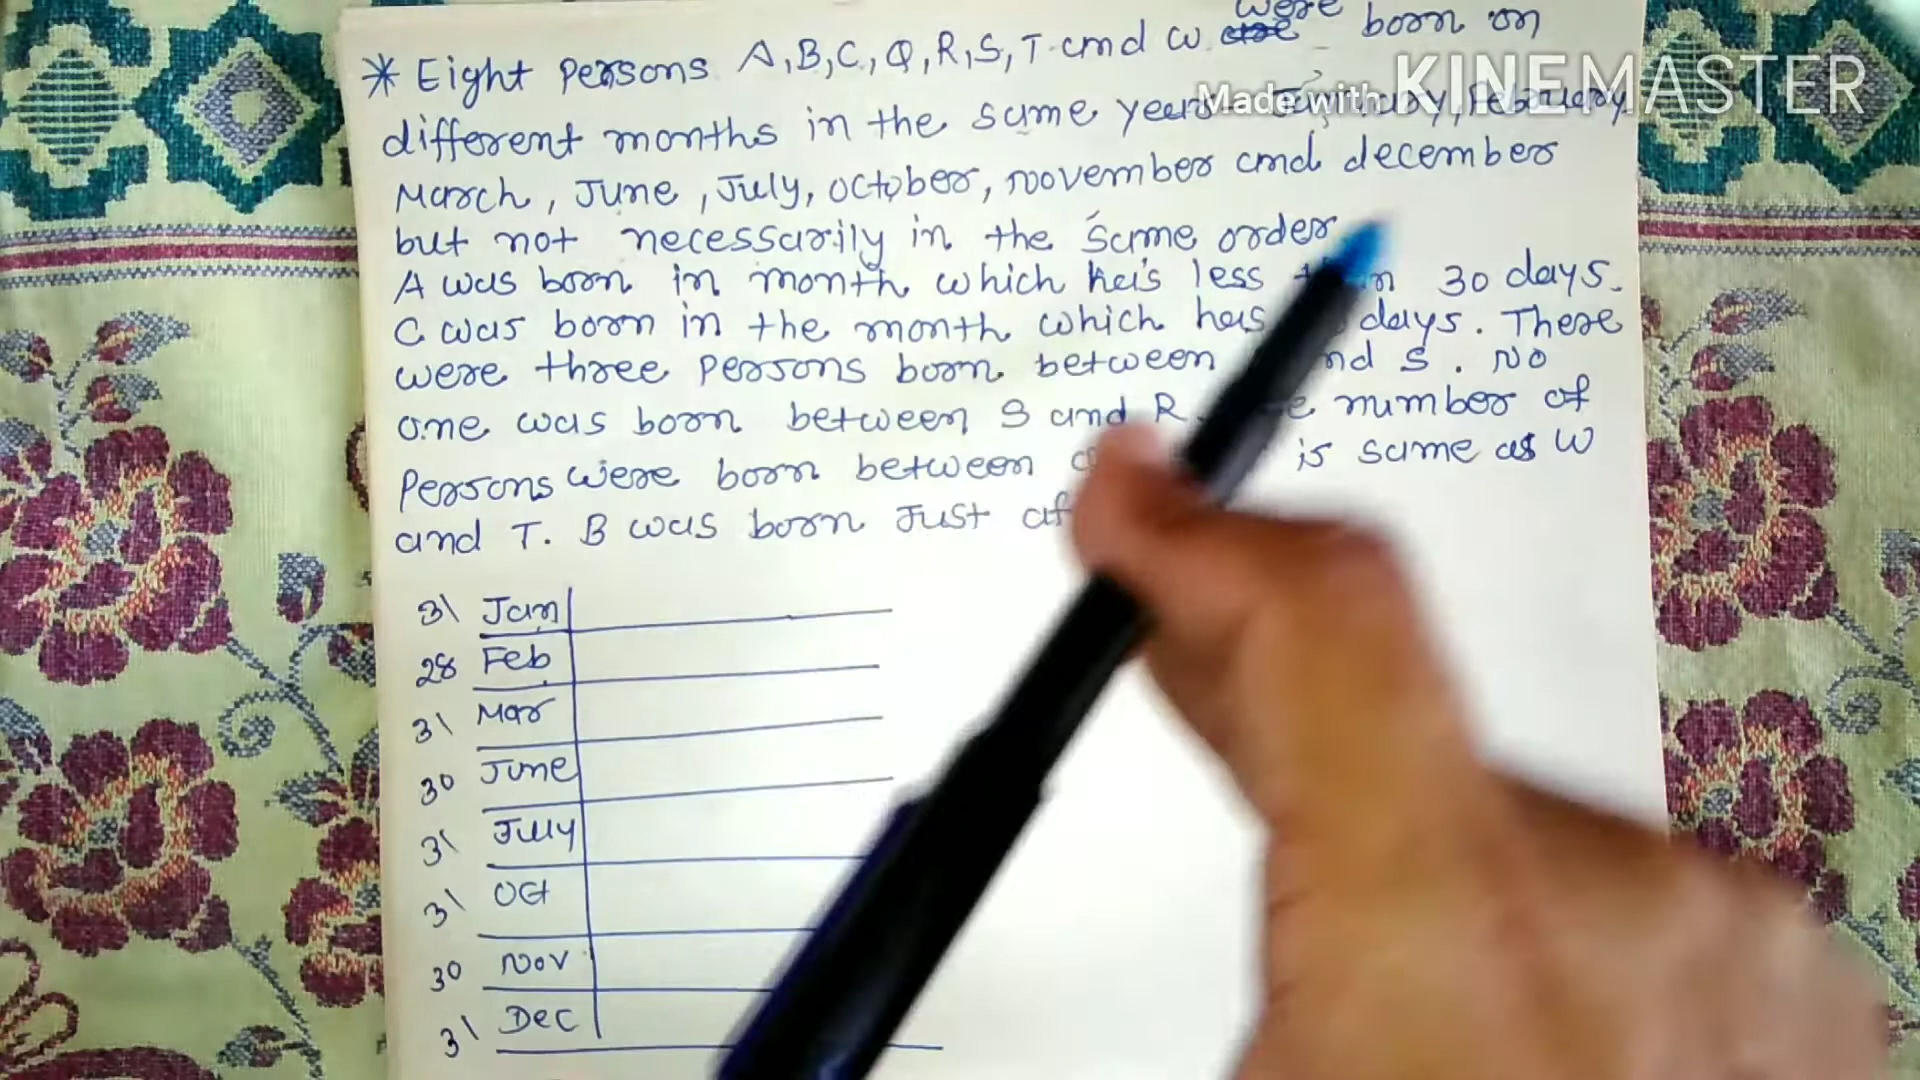 * Eight Persons A, B, C, Q, R, S, T and W were born on
different months in the same year January, February
March, June, July, October, November and december
but not necessarily in the same order
A was born in month which has less 30 days.
C was born in the month which has days. There
were three Persons born between S. NO
one was born between S and R. number of
Persons were born between is same as W
and T. B was born Just
31 Jan
28 Feb
31 Mar
30 June
31 July
31 Oct
30 Nov
31 Dec
Made with KINEMASTER